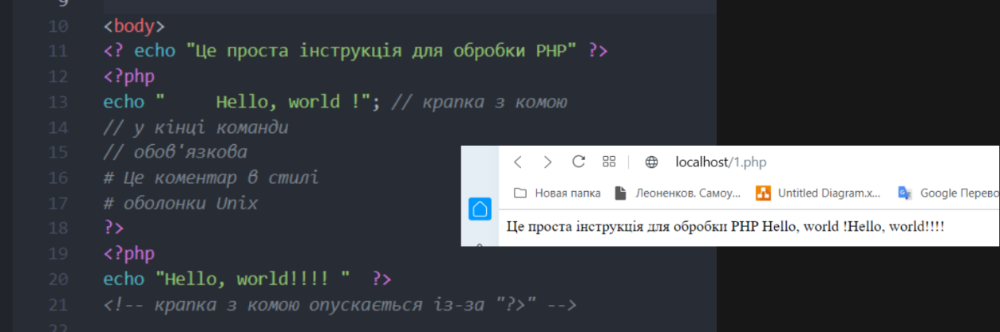 9
10 <body>
11 <? echo "Це проста інструкція для обробки PHP" ?>
12 <?php
13 echo "     Hello, world !"; // крапка з комою
14 // у кінці команди
15 // обов'язкова
16 # Це коментар в стилі
17 # оболонки Unix
18 ?>
19 <?php
20 echo "Hello, world!!!! "  ?>
21 <!-- крапка з комою опускається із-за "?>" -->
22
localhost/1.php
Новая папка Леоненков. Самоу... Untitled Diagram.x... Google Перево
Це проста інструкція для обробки PHP Hello, world !Hello, world!!!!